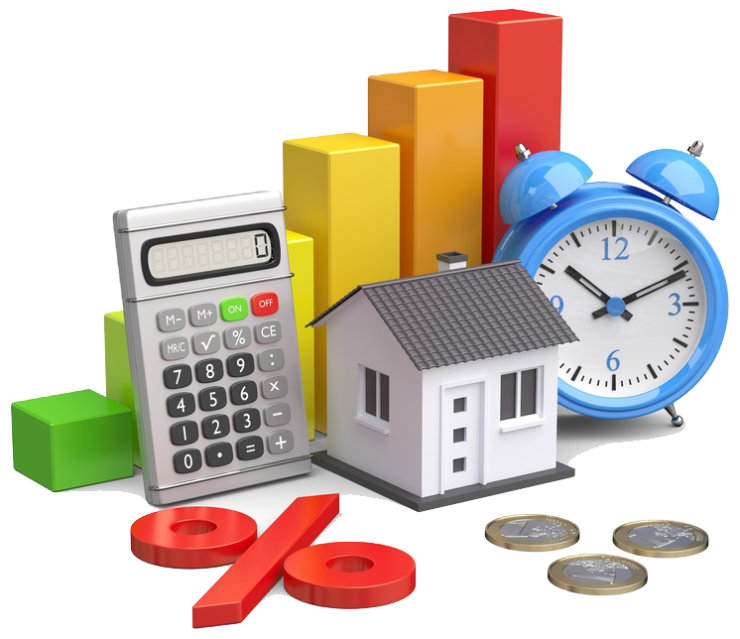 0
M- M+ ON OFF
MR/C √ % CE
7 8 9 :
4 5 6 ×
1 2 3 −
0 • = +
12
9 3
6
%